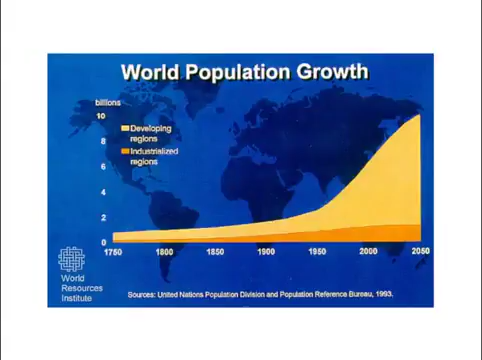 World Population Growth
billions
10
8
6
4
2
0
Developing
regions
Industrialized
regions
1750 1800 1850 1900 1950 2000 2050
World
Resources
Institute
Sources: United Nations Population Division and Population Reference Bureau, 1993.